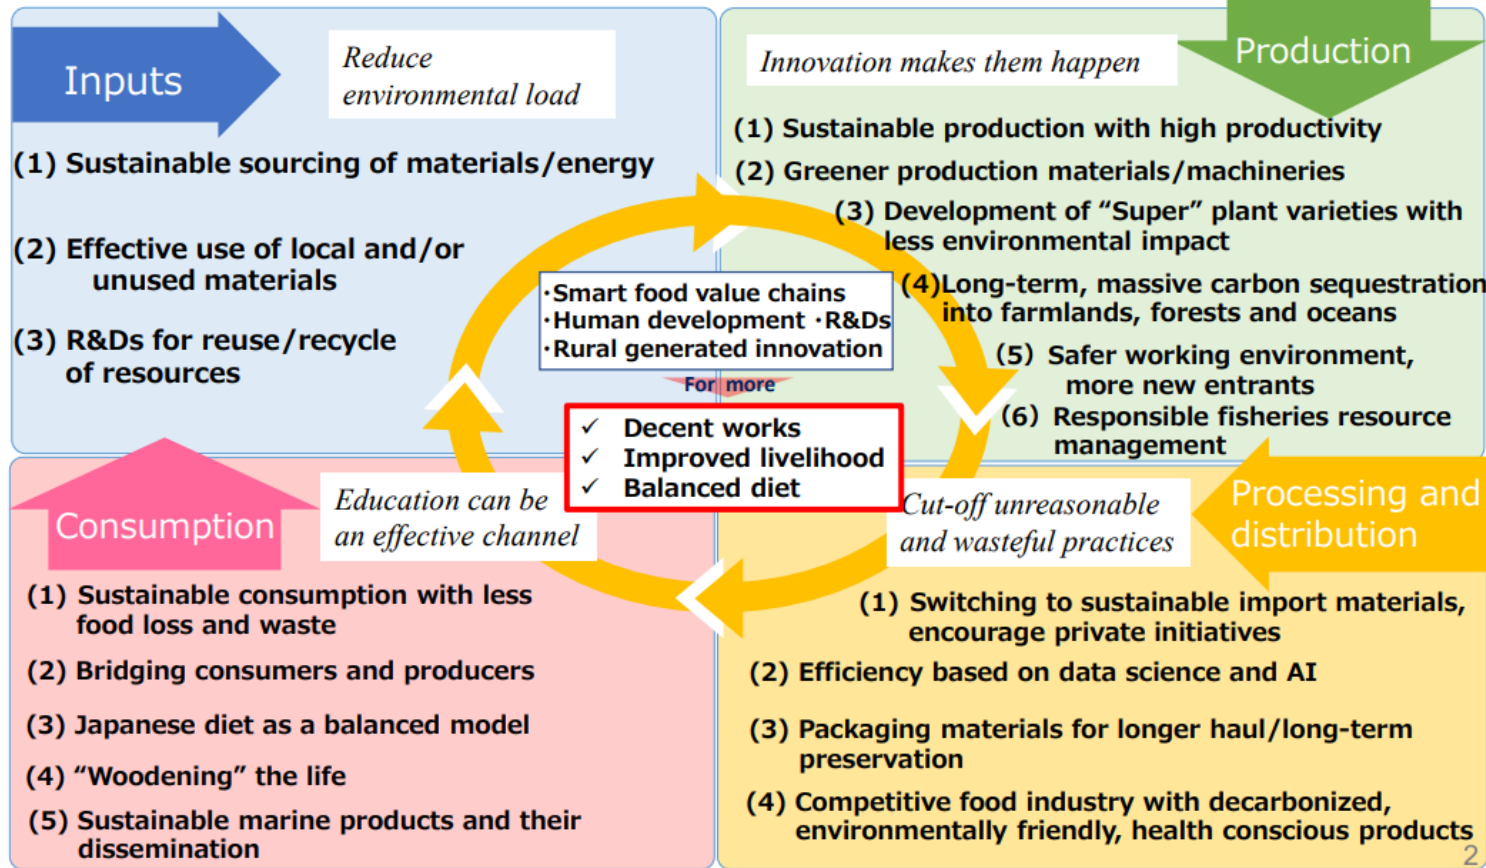 Inputs
Reduce
environmental load
(1) Sustainable sourcing of materials/energy
(2) Effective use of local and/or
unused materials
(3) R&Ds for reuse/recycle
of resources
Production
Innovation makes them happen
(1) Sustainable production with high productivity
(2) Greener production materials/machineries
(3) Development of “Super” plant varieties with
less environmental impact
(4)Long-term, massive carbon sequestration
into farmlands, forests and oceans
(5) Safer working environment,
more new entrants
(6) Responsible fisheries resource
management
・Smart food value chains
・Human development ・R&Ds
・Rural generated innovation
For more
✓ Decent works
✓ Improved livelihood
✓ Balanced diet
Processing and
distribution
Cut-off unreasonable
and wasteful practices
(1) Switching to sustainable import materials,
encourage private initiatives
(2) Efficiency based on data science and AI
(3) Packaging materials for longer haul/long-term
preservation
(4) Competitive food industry with decarbonized,
environmentally friendly, health conscious products
Consumption
Education can be
an effective channel
(1) Sustainable consumption with less
food loss and waste
(2) Bridging consumers and producers
(3) Japanese diet as a balanced model
(4) “Woodening” the life
(5) Sustainable marine products and their
dissemination
2